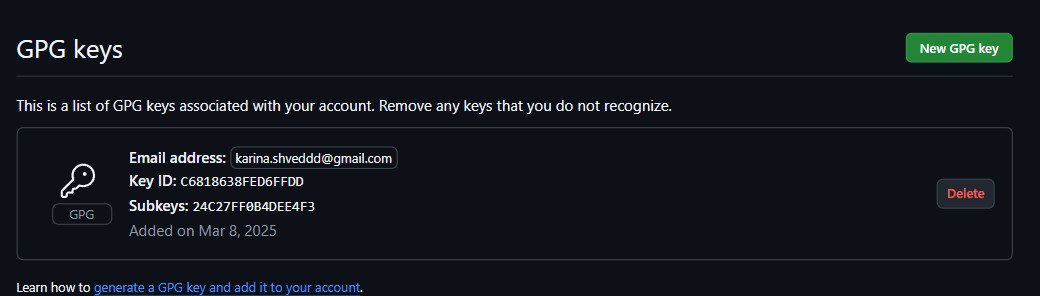 GPG keys
New GPG key
This is a list of GPG keys associated with your account. Remove any keys that you do not recognize.
Email address: karina.shveddd@gmail.com
Key ID: C6818638FED6FFDD
GPG
Subkeys: 24C27FF0B4DEE4F3
Delete
Added on Mar 8, 2025
Learn how to generate a GPG key and add it to your account.